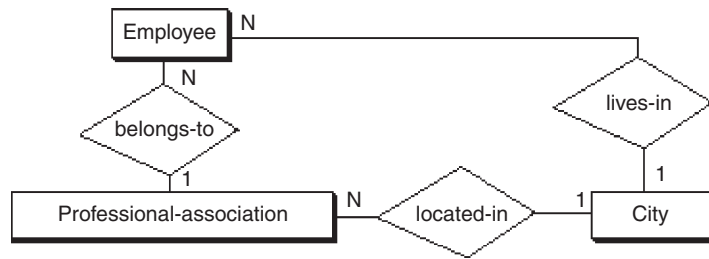 Employee
N
N
belongs-to
lives-in
1
1
Professional-association
N
located-in
1
City